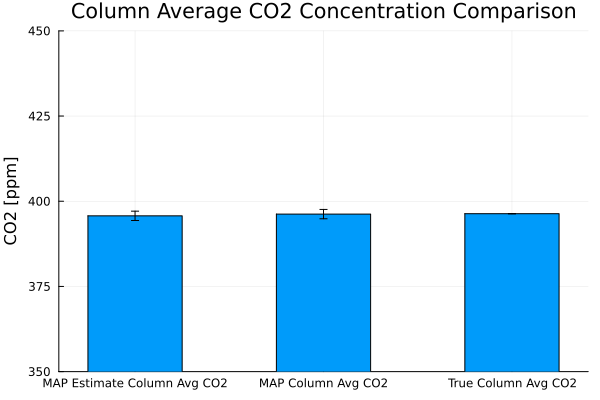 Column Average CO2 Concentration Comparison
450
425
400
375
350
CO2 [ppm]
MAP Estimate Column Avg CO2
MAP Column Avg CO2
True Column Avg CO2